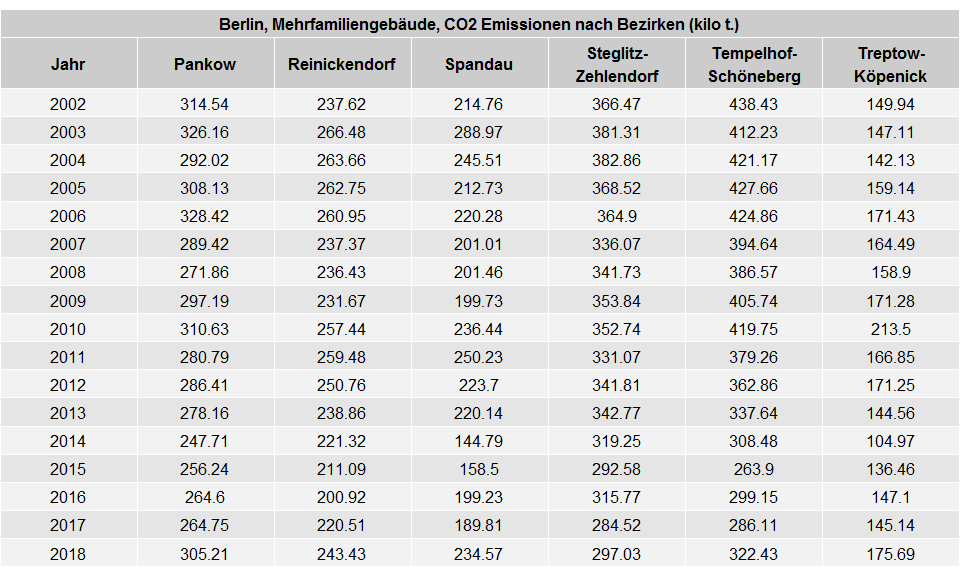 Berlin, Mehrfamiliengebäude, CO2 Emissionen nach Bezirken (kilo t.)
Jahr Pankow Reinickendorf Spandau Steglitz-Zehlendorf Tempelhof-Schöneberg Treptow-Köpenick
2002 314.54 237.62 214.76 366.47 438.43 149.94
2003 326.16 266.48 288.97 381.31 412.23 147.11
2004 292.02 263.66 245.51 382.86 421.17 142.13
2005 308.13 262.75 212.73 368.52 427.66 159.14
2006 328.42 260.95 220.28 364.9 424.86 171.43
2007 289.42 237.37 201.01 336.07 394.64 164.49
2008 271.86 236.43 201.46 341.73 386.57 158.9
2009 297.19 231.67 199.73 353.84 405.74 171.28
2010 310.63 257.44 236.44 352.74 419.75 213.5
2011 280.79 259.48 250.23 331.07 379.26 166.85
2012 286.41 250.76 223.7 341.81 362.86 171.25
2013 278.16 238.86 220.14 342.77 337.64 144.56
2014 247.71 221.32 144.79 319.25 308.48 104.97
2015 256.24 211.09 158.5 292.58 263.9 136.46
2016 264.6 200.92 199.23 315.77 299.15 147.1
2017 264.75 220.51 189.81 284.52 286.11 145.14
2018 305.21 243.43 234.57 297.03 322.43 175.69